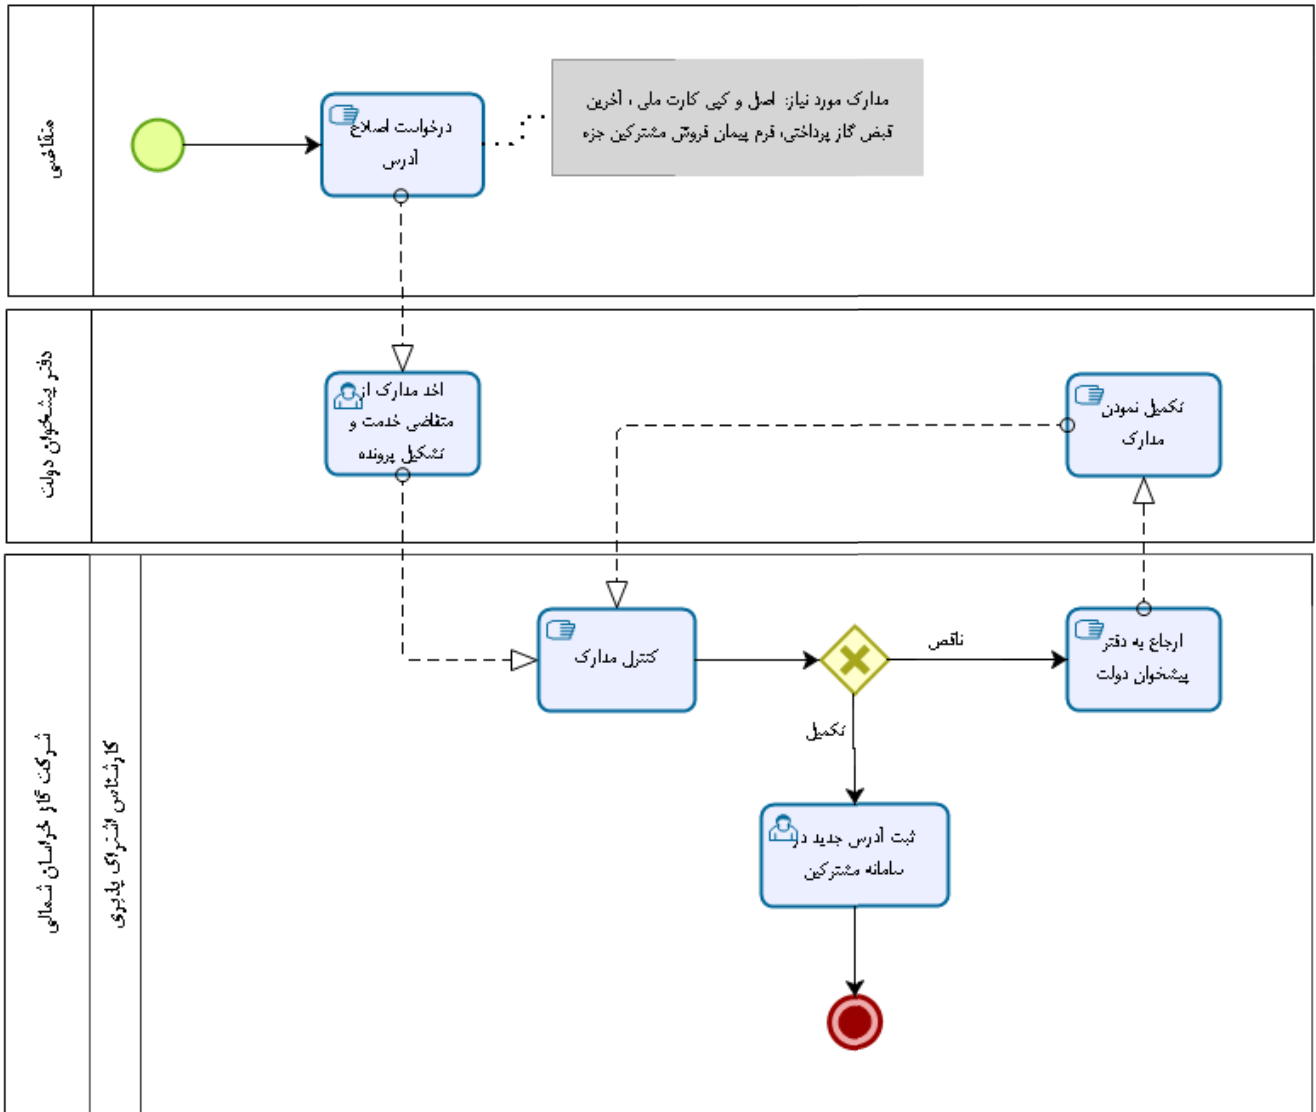 متقاضی
درخواست اصلاح
آدرس
مدارک مورد نیاز: اصل و کپی کارت ملی ، آخرین
قبض گاز پرداختی، فرم پیمان فروش مشترکین جزء
دفتر پیشخوان دولت
اخد مدارک از
متقاضی خدمت و
تشکیل پرونده
تکمیل نمودن
مدارک
شرکت گاز خراسان شمالی
کارشناس اشتراک پذیری
کنترل مدارک
ناقص
ارجاع به دفتر
پیشخوان دولت
تکمیل
ثبت آدرس جدید در
سامانه مشترکین